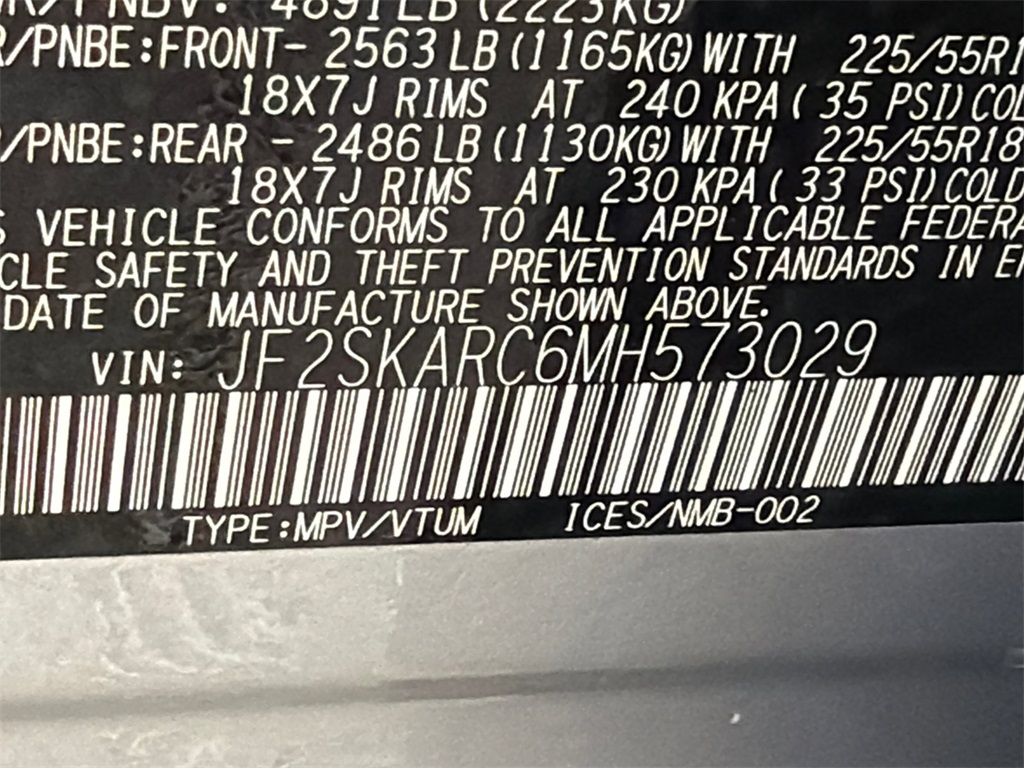 R/PNBV: 4891LB (2223KG)
R/PNBE:FRONT- 2563 LB(1165KG)WITH 225/55R1
18X7J RIMS AT 240 KPA( 35 PSI)COL
/PNBE:REAR - 2486 LB(1130KG)WITH 225/55R18
18X7J RIMS AT 230 KPA( 33 PSI)COLD
S VEHICLE CONFORMS TO ALL APPLICABLE FEDERA
CLE SAFETY AND THEFT PREVENTION STANDARDS IN E
DATE OF MANUFACTURE SHOWN ABOVE.
VIN: JF2SKARC6MH573029
TYPE:MPV/VTUM ICES/NMB-002